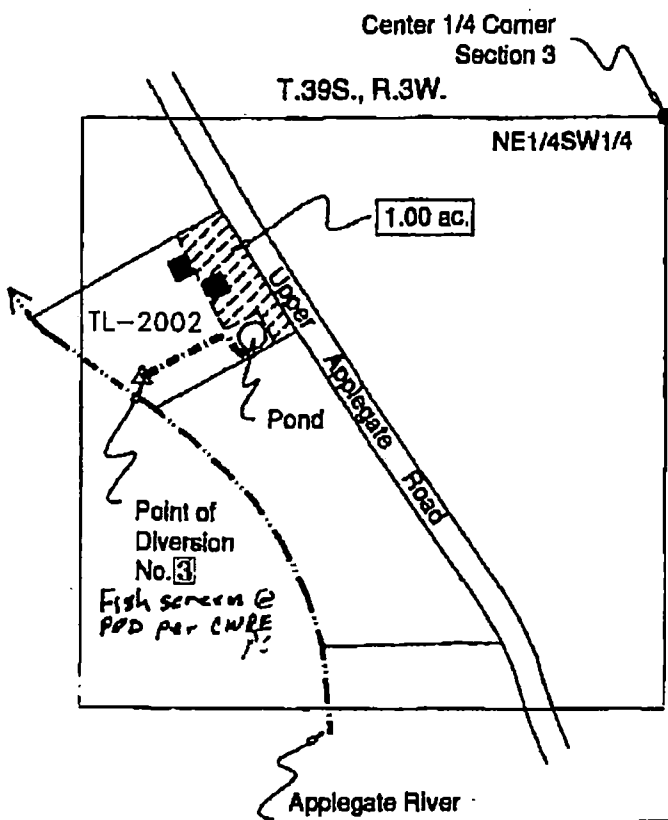 Center 1/4 Corner
Section 3
T.39S., R.3W.
NE1/4SW1/4
1.00 ac.
Upper Applegate Road
TL-2002
Pond
Point of
Diversion
No. 3
Fish screen @
POD per CWRE
Applegate River